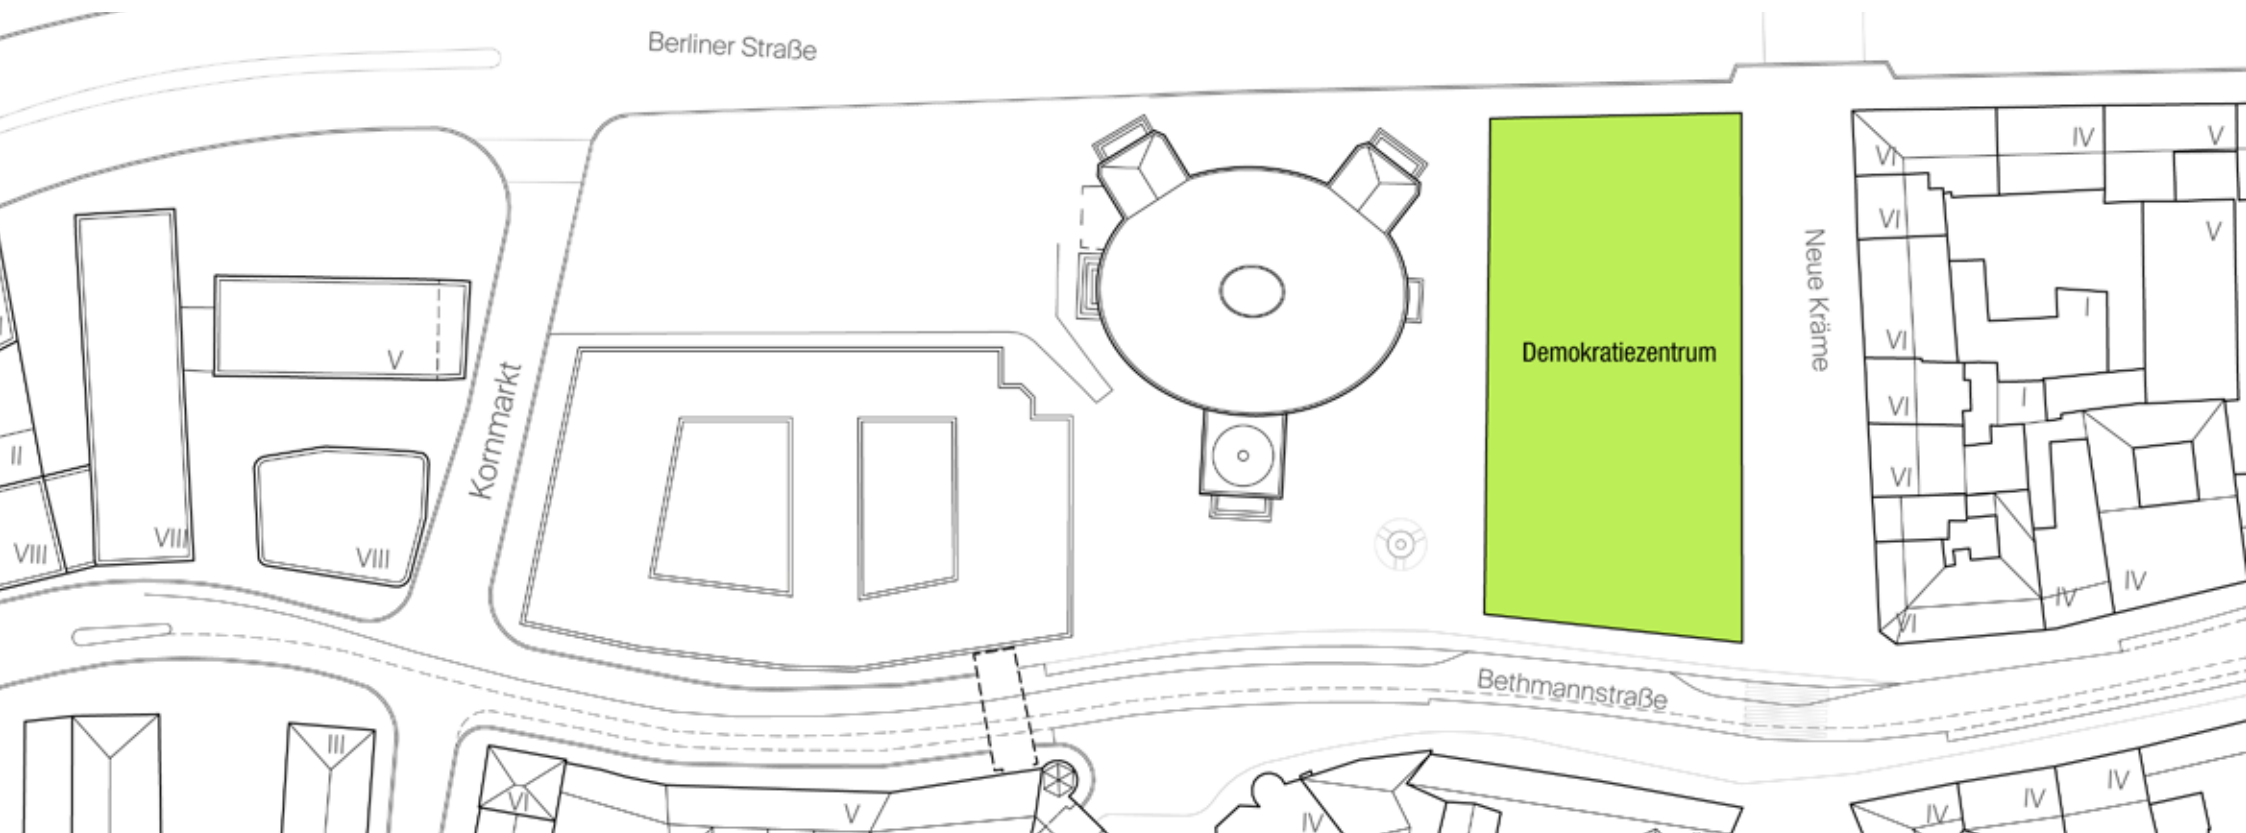 Berliner Straße
IV
V
VI
VI
V
Neue Kräme
I
VI
Demokratiezentrum
V
Kornmarkt
I
VI
II
VI
VIII
VIII
VIII
IV
IV
VI
Bethmannstraße
III
VI
V
IV
IV
IV
IV